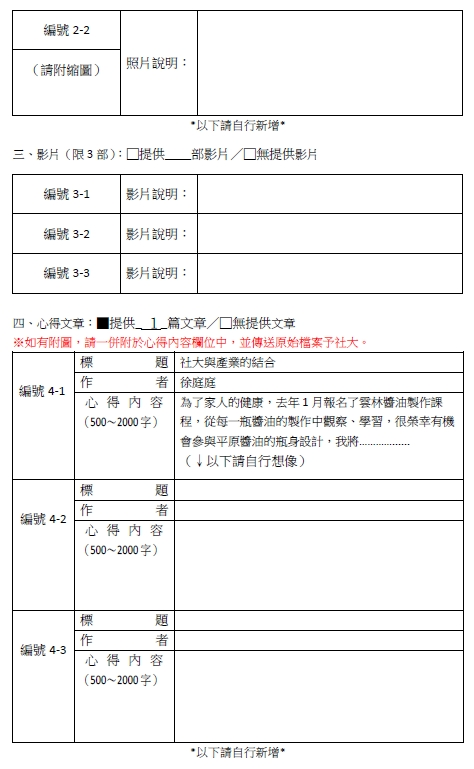 編號 2-2
（請附縮圖）
照片說明：
*以下請自行新增*
三、影片（限3部）：□提供____部影片／□無提供影片
編號 3-1 影片說明：
編號 3-2 影片說明：
編號 3-3 影片說明：
四、心得文章：■提供_1_篇文章／□無提供文章
※如有附圖，請一併附於心得內容欄位中，並傳送原始檔案予社大。
編號 4-1
標題 社大與產業的結合
作者 徐庭庭
心得內容
（500～2000字）
為了家人的健康，去年1月報名了雲林醬油製作課
程，從每一瓶醬油的製作中觀察、學習，很榮幸有機
會參與平原醬油的瓶身設計，我將………………
（↓以下請自行想像）
編號 4-2
標題
作者
心得內容
（500～2000字）
編號 4-3
標題
作者
心得內容
（500～2000字）
*以下請自行新增*